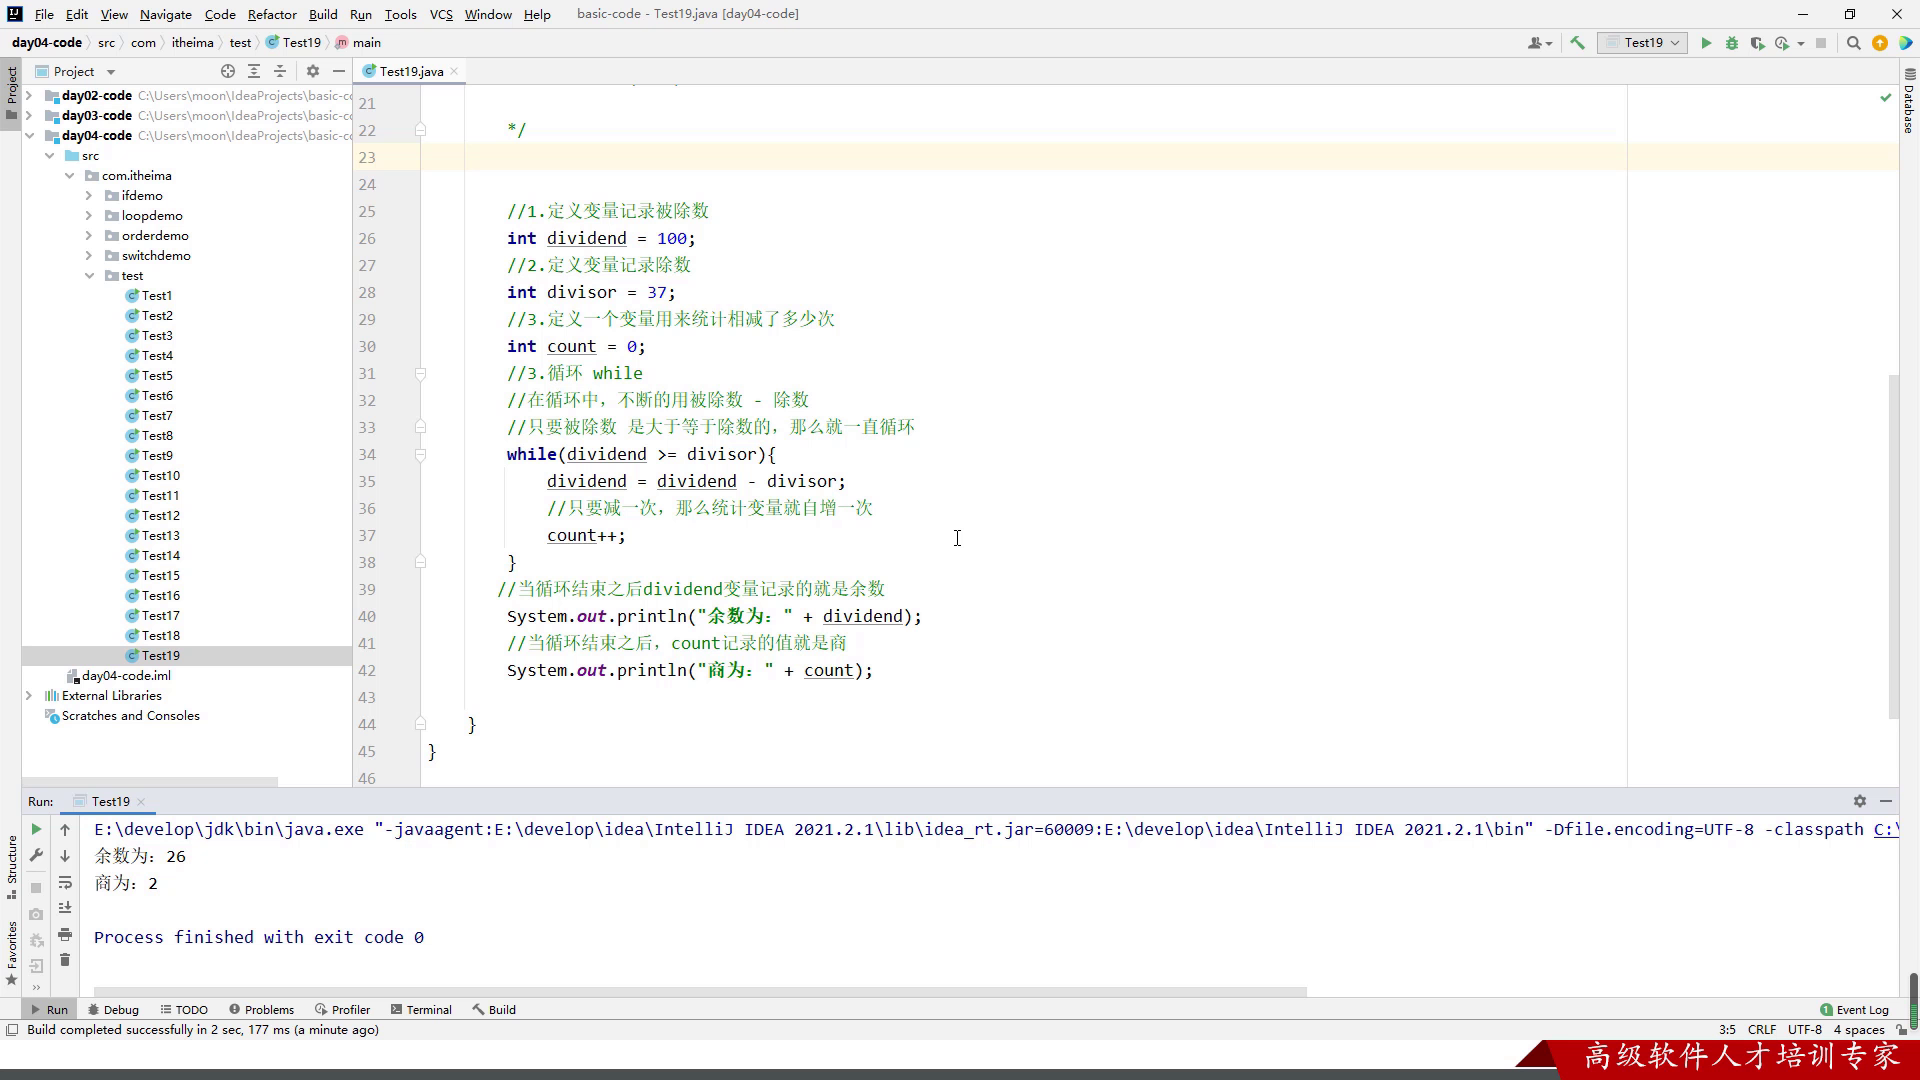 File Edit View Navigate Code Refactor Build Run Tools VCS Window Help basic-code - Test19.java [day04-code]
day04-code src com itheima test Test19 main
Test19
Project
Test19.java
day02-code C:\Users\moon\IdeaProjects\basic-co
day03-code C:\Users\moon\IdeaProjects\basic-co
day04-code C:\Users\moon\IdeaProjects\basic-co
src
com.itheima
ifdemo
loopdemo
orderdemo
switchdemo
test
Test1
Test2
Test3
Test4
Test5
Test6
Test7
Test8
Test9
Test10
Test11
Test12
Test13
Test14
Test15
Test16
Test17
Test18
Test19
day04-code.iml
External Libraries
Scratches and Consoles
Project
Structure
Favorites
Database
21
22 */
23
24
25 //1.定义变量记录被除数
26 int dividend = 100;
27 //2.定义变量记录除数
28 int divisor = 37;
29 //3.定义一个变量用来统计相减了多少次
30 int count = 0;
31 //3.循环 while
32 //在循环中，不断的用被除数 - 除数
33 //只要被除数 是大于等于除数的，那么就一直循环
34 while(dividend >= divisor){
35 dividend = dividend - divisor;
36 //只要减一次，那么统计变量就自增一次
37 count++;
38 }
39 //当循环结束之后dividend变量记录的就是余数
40 System.out.println("余数为：" + dividend);
41 //当循环结束之后，count记录的值就是商
42 System.out.println("商为：" + count);
43
44 }
45 }
46
Run: Test19
E:\develop\jdk\bin\java.exe "-javaagent:E:\develop\idea\IntelliJ IDEA 2021.2.1\lib\idea_rt.jar=60009:E:\develop\idea\IntelliJ IDEA 2021.2.1\bin" -Dfile.encoding=UTF-8 -classpath C:\
余数为：26
商为：2
Process finished with exit code 0
Run Debug TODO Problems Profiler Terminal Build 1 Event Log
Build completed successfully in 2 sec, 177 ms (a minute ago) 3:5 CRLF UTF-8 4 spaces
高级软件人才培训专家